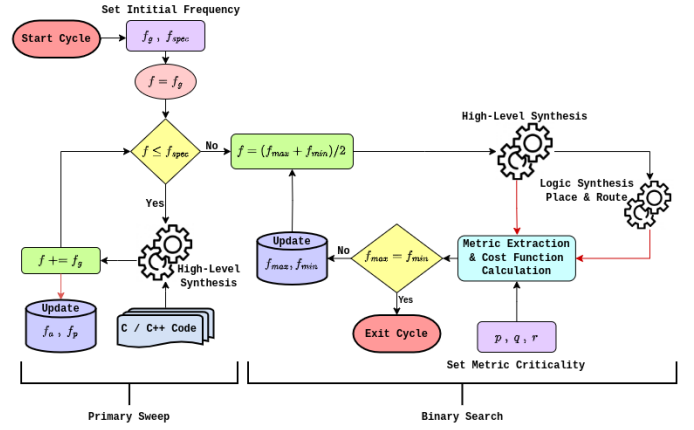 Set Intitial Frequency
Start Cycle
f_g , f_spec
f = f_g
f ≤ f_spec
No
f = (f_max + f_min)/2
High-Level Synthesis
Logic Synthesis
Place & Route
Yes
High-Level
Synthesis
f += f_g
Update
f_a , f_p
C / C++ Code
Update
f_max, f_min
No
f_max = f_min
Yes
Exit Cycle
Metric Extraction
& Cost Function
Calculation
p , q , r
Set Metric Criticality
Primary Sweep
Binary Search